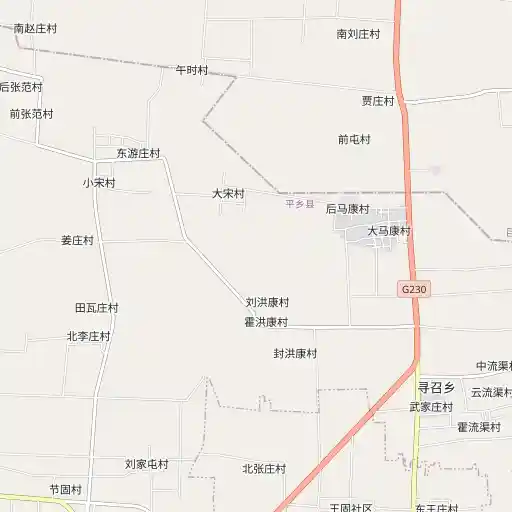 南赵庄村
南刘庄村
午时村
后张范村
贾庄村
前张范村
前屯村
东游庄村
小宋村
大宋村
平乡县
后马康村
大马康村
姜庄村
G230
刘洪康村
田瓦庄村
霍洪康村
北李庄村
封洪康村
中流渠村
寻召乡
云流渠村
武家庄村
霍流渠村
刘家屯村
北张庄村
节固村
王固社区
东王庄村